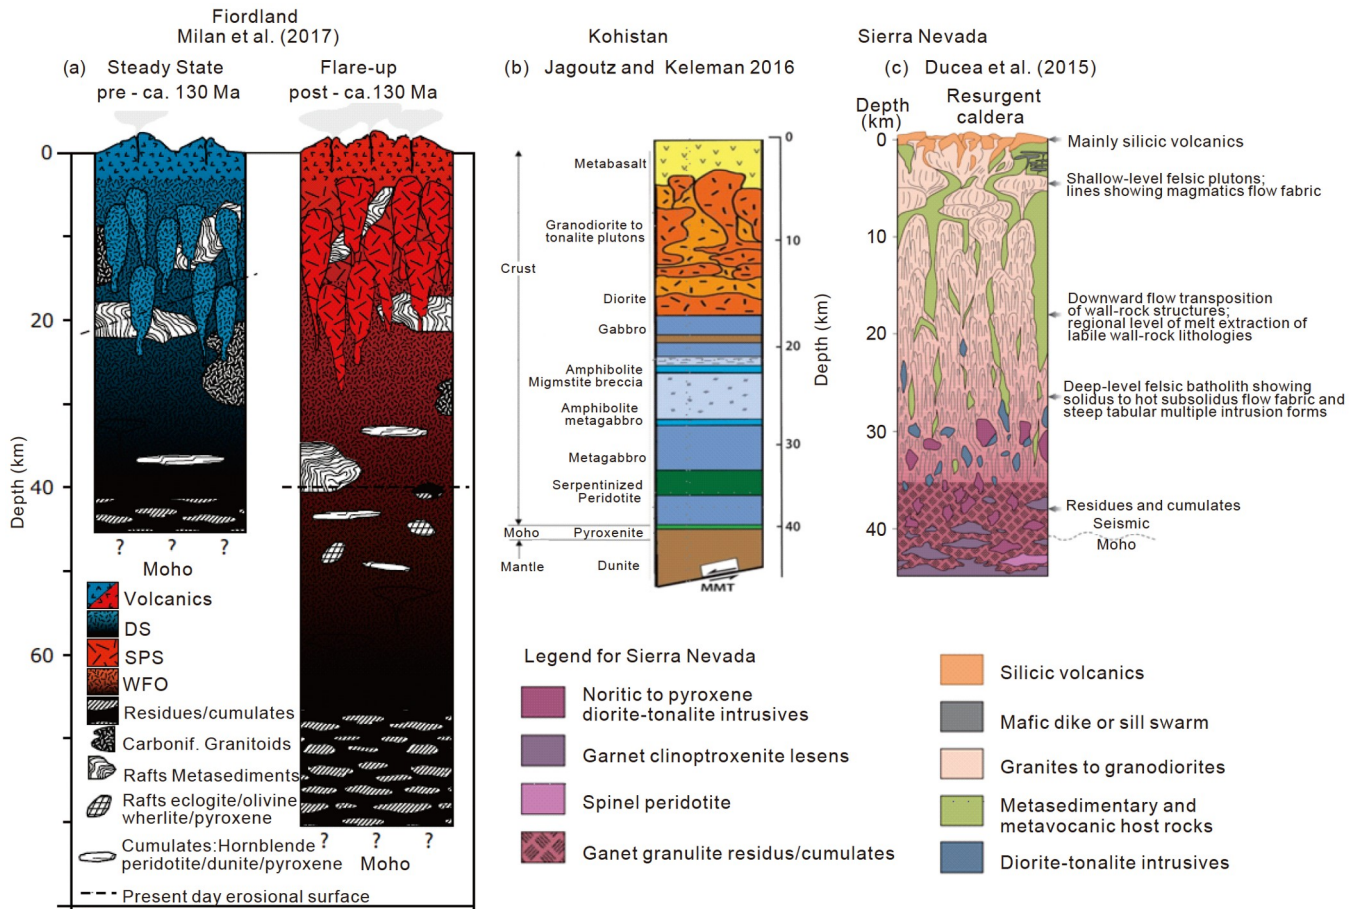 Fiordland
Milan et al. (2017)
(a) Steady State
pre - ca. 130 Ma
Flare-up
post - ca.130 Ma
0
20
40
60
Depth (km)
? ? ?
Moho
? ? ?
Moho
Volcanics
DS
SPS
WFO
Residues/cumulates
Carbonif. Granitoids
Rafts Metasediments
Rafts eclogite/olivine
wherlite/pyroxene
Cumulates:Hornblende
peridotite/dunite/pyroxene
Present day erosional surface
Kohistan
(b) Jagoutz and Keleman 2016
Metabasalt
Granodiorite to
tonalite plutons
Crust
Diorite
Gabbro
Amphibolite
Migmstite breccia
Amphibolite
metagabbro
Metagabbro
Serpentinized
Peridotite
Moho
Pyroxenite
Mantle
Dunite
MMT
0
10
20
30
40
Depth (km)
Sierra Nevada
(c) Ducea et al. (2015)
Depth
(km)
Resurgent
caldera
0
10
20
30
40
Mainly silicic volcanics
Shallow-level felsic plutons;
lines showing magmatics flow fabric
Downward flow transposition
of wall-rock structures;
regional level of melt extraction of
labile wall-rock lithologies
Deep-level felsic batholith showing
solidus to hot subsolidus flow fabric and
steep tabular multiple intrusion forms
Residues and cumulates
Seismic
Moho
Legend for Sierra Nevada
Noritic to pyroxene
diorite-tonalite intrusives
Garnet clinoptroxenite lesens
Spinel peridotite
Ganet granulite residus/cumulates
Silicic volcanics
Mafic dike or sill swarm
Granites to granodiorites
Metasedimentary and
metavocanic host rocks
Diorite-tonalite intrusives